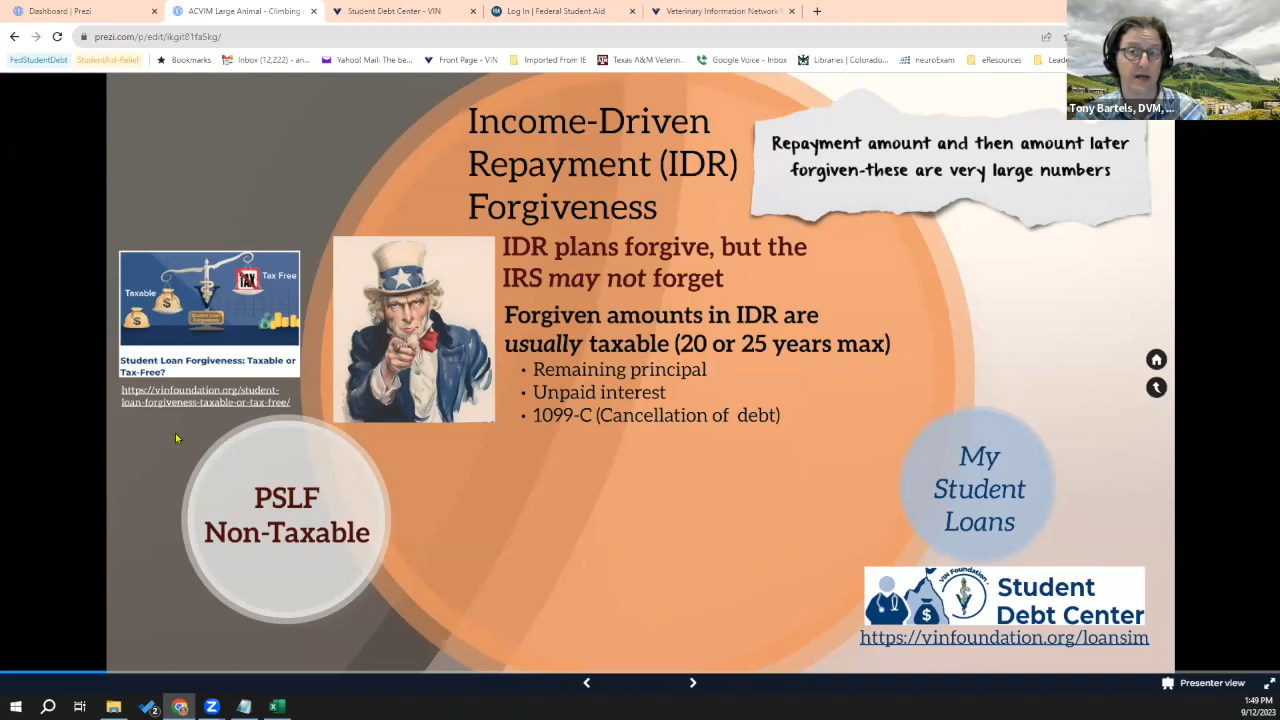 Dashboard | Prezi
ACVIM Large Animal - Climbing
Student Debt Center - VIN
Log In | Federal Student Aid
Veterinary Information Network
prezi.com/p/edit/ikgit81fa5kg/
FedStudentDebt
StudentAid-Relief
Bookmarks
Inbox (12,222) - an...
Yahoo! Mail: The be...
Front Page - VIN
Imported From IE
Texas A&M Veterin...
Google Voice - Inbox
Libraries | Colorado...
neuroExam
eResources
Tony Bartels, DVM, ...
Income-Driven
Repayment (IDR)
Forgiveness
Repayment amount and then amount later
forgiven-these are very large numbers
IDR plans forgive, but the
IRS may not forget
Taxable
TAX
Tax Free
Student Loan Forgiveness: Taxable or
Tax-Free?
https://vinfoundation.org/student-
loan-forgiveness-taxable-or-tax-free/
Forgiven amounts in IDR are
usually taxable (20 or 25 years max)
• Remaining principal
• Unpaid interest
• 1099-C (Cancellation of debt)
PSLF
Non-Taxable
My
Student
Loans
VIN Foundation
Student
Debt Center
https://vinfoundation.org/loansim
Presenter view
1:49 PM
9/12/2023